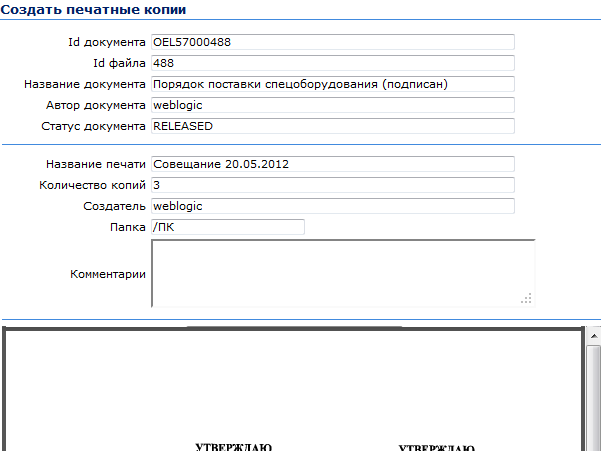 Создать печатные копии
Id документа OEL57000488
Id файла 488
Название документа Порядок поставки спецоборудования (подписан)
Автор документа weblogic
Статус документа RELEASED
Название печати Совещание 20.05.2012
Количество копий 3
Создатель weblogic
Папка /ПК
Комментарии
УТВЕРЖДАЮ УТВЕРЖДАЮ